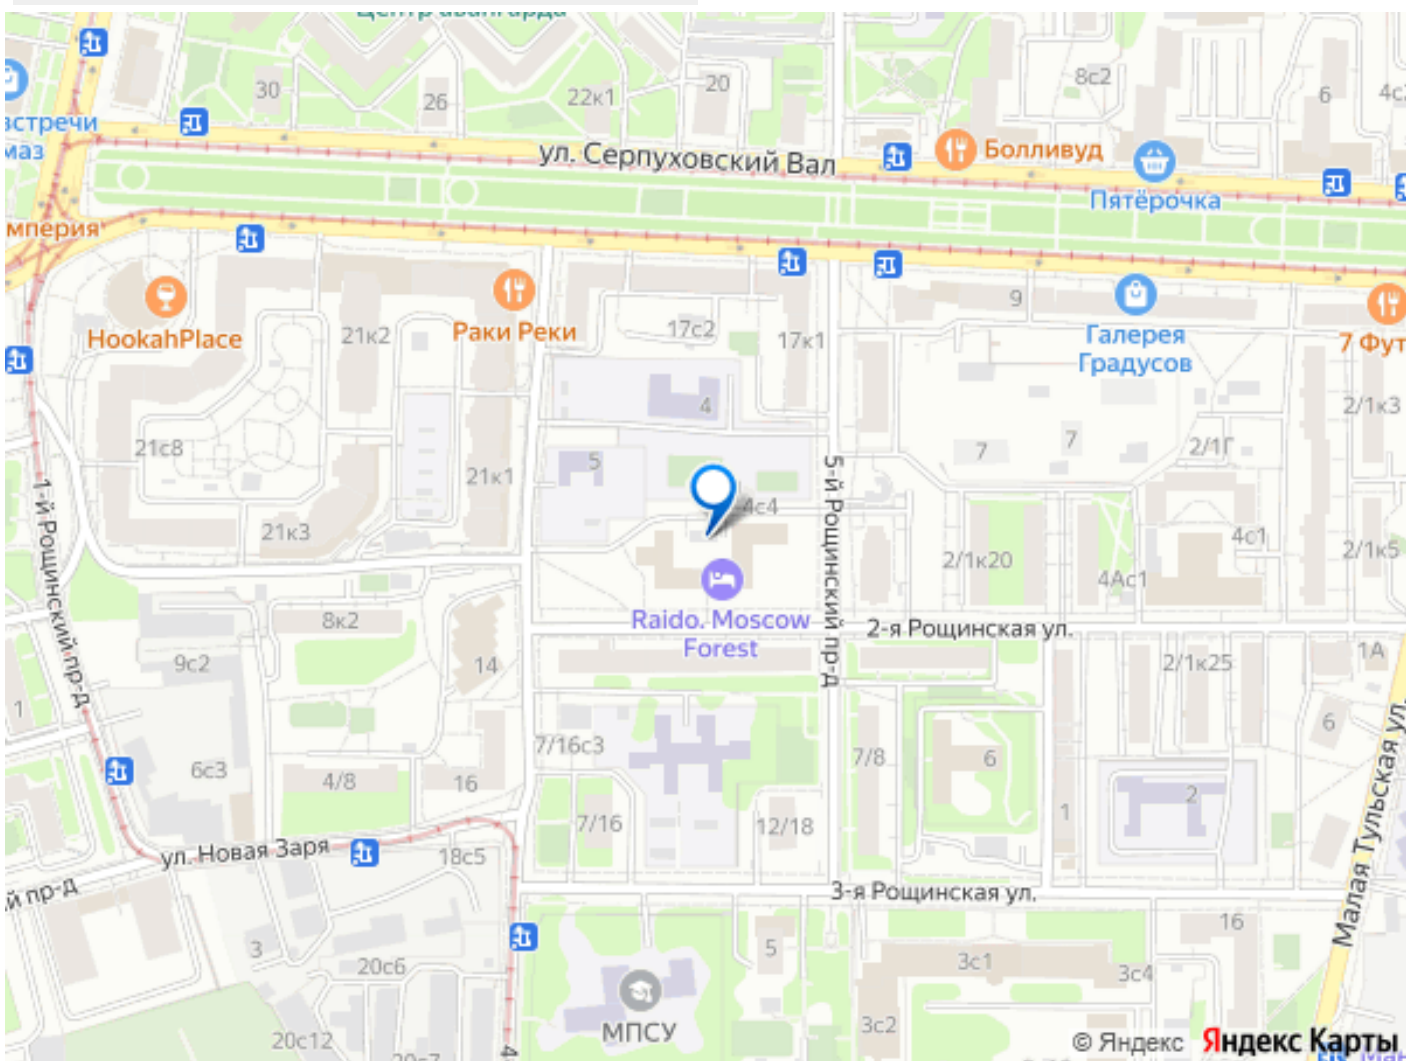 Центр авангарда
30
26
22к1
20
8с2
6
встречи
маз
ул. Серпуховский Вал
Болливуд
Пятёрочка
мперия
HookahPlace
21к2
Раки Реки
17с2
17к1
9
Галерея
Градусов
7 Фут
4
2/1к3
21с8
5
21к1
7
7
2/1Г
1-й Рощинский пр-д
5-й Рощинский пр-д
4с4
21к3
2/1к20
4с1
2/1к5
4Ас1
Raido. Moscow
Forest
8к2
2-я Рощинская ул.
9с2
14
2/1к25
1А
1
6
7/16с3
7/8
6
6с3
4/8
16
2
1
7/16
12/18
Малая Тульская ул.
ул. Новая Заря
18с5
й пр-д
3-я Рощинская ул.
16
3
20с6
5
3с1
3с4
МПСУ
3с2
20с12
20с7
4
© Яндекс Яндекс Карты